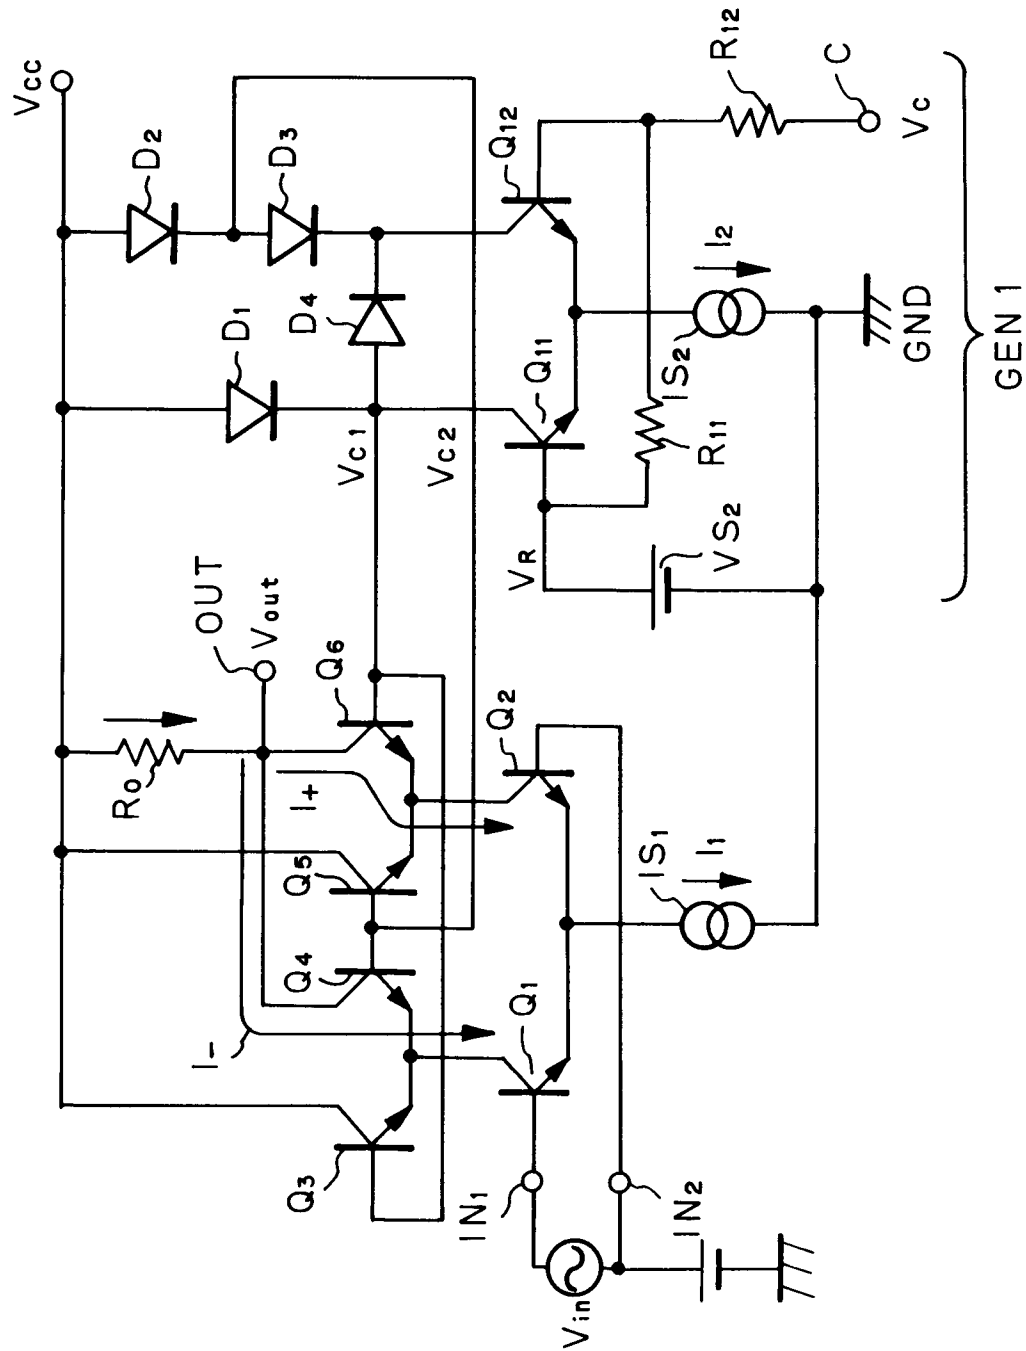 Vcc
D2
D3
D1
D4
Vc1
Vc2
Q12
Q11
R12
C
Vc
R11
IS2
I2
GND
GEN 1
VS2
VR
OUT
Vout
R0
Q6
I+
Q5
Q4
I-
Q3
Q2
Q1
IS1
I1
IN1
IN2
Vin